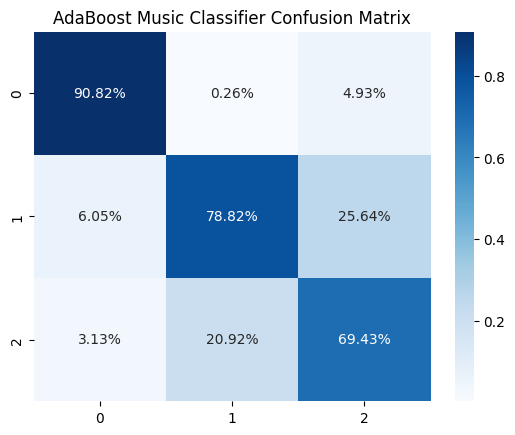 AdaBoost Music Classifier Confusion Matrix
0 90.82% 0.26% 4.93%
1 6.05% 78.82% 25.64%
2 3.13% 20.92% 69.43%
0 1 2
0.8
0.6
0.4
0.2